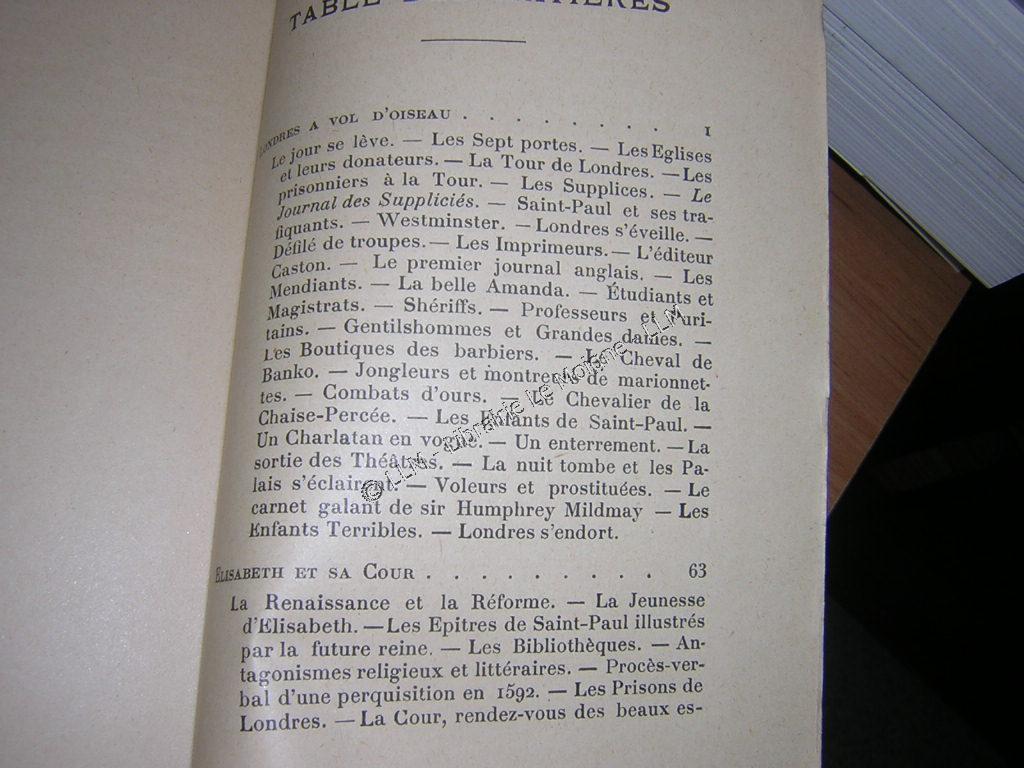 TABLE
LONDRES A VOL D'OISEAU . . . . . . . . 1
Le jour se lève. — Les Sept portes. — Les Eglises
et leurs donateurs. — La Tour de Londres. — Les
prisonniers à la Tour. — Les Supplices. — Le
Journal des Suppliciés. — Saint-Paul et ses tra-
fiquants. — Westminster. — Londres s'éveille. —
Défilé de troupes. — Les Imprimeurs. — L'éditeur
Caston. — Le premier journal anglais. — Les
Mendiants. — La belle Amanda. — Étudiants et
Magistrats. — Shériffs. — Professeurs et Puri-
tains. — Gentilshommes et Grandes dames. —
Les Boutiques des barbiers. — Le Cheval de
Banko. — Jongleurs et montreurs de marionnet-
tes. — Combats d'ours. — Le Chevalier de la
Chaise-Percée. — Les Enfants de Saint-Paul. —
Un Charlatan en vogue. — Un enterrement. — La
sortie des Théâtres. — La nuit tombe et les Pa-
lais s'éclairent. — Voleurs et prostituées. — Le
carnet galant de sir Humphrey Mildmay — Les
Enfants Terribles. — Londres s'endort.
ELISABETH ET SA COUR . . . . . . . . . 63
La Renaissance et la Réforme. — La Jeunesse
d'Elisabeth. — Les Epitres de Saint-Paul illustrés
par la future reine. — Les Bibliothèques. — An-
tagonismes religieux et littéraires. — Procès-ver-
bal d'une perquisition en 1592. — Les Prisons de
Londres. — La Cour, rendez-vous des beaux es-
© LLM - Librairie Le Moisne - LLM